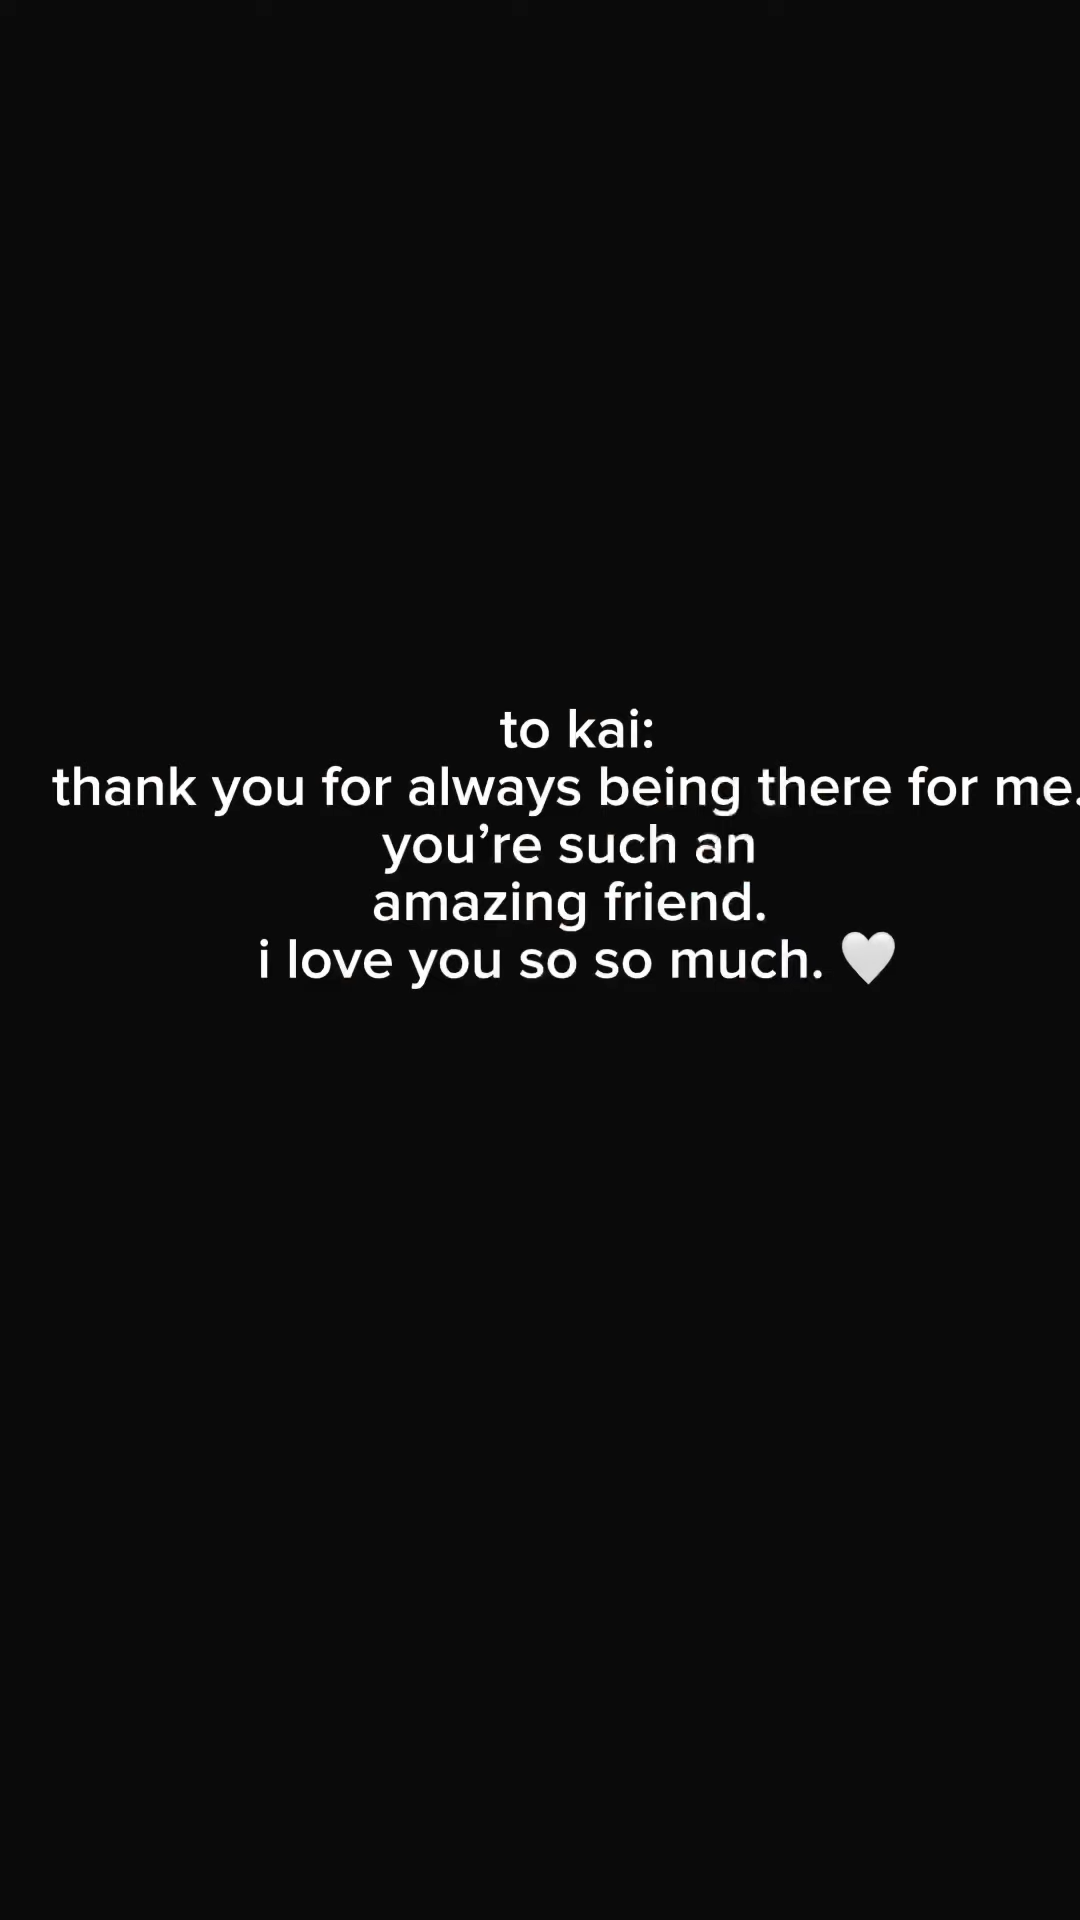 to kai:
thank you for always being there for me.
you’re such an
amazing friend.
i love you so so much. 🤍